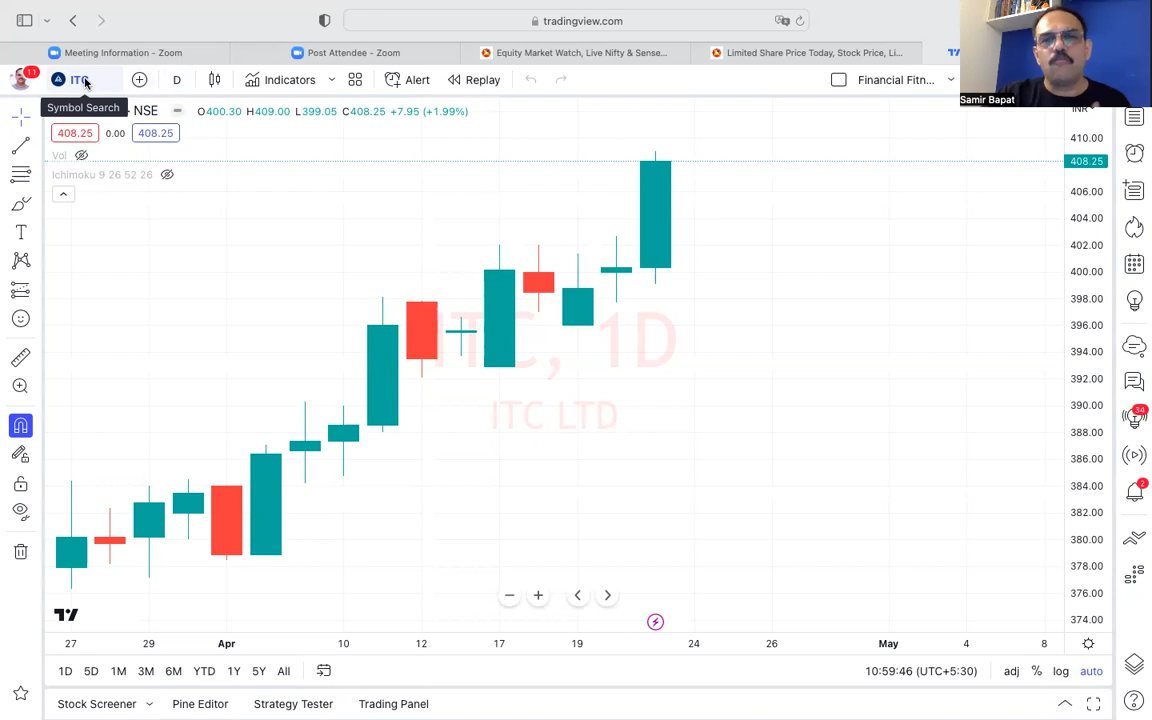 tradingview.com
Meeting Information - Zoom
Post Attendee - Zoom
Equity Market Watch, Live Nifty & Sense...
Limited Share Price Today, Stock Price, Li...
11
ITC
D
Indicators
Alert
Replay
Financial Fitn...
Samir Bapat
Symbol Search
NSE
O400.30 H409.00 L399.05 C408.25 +7.95 (+1.99%)
INR
408.25
0.00
408.25
Vol
Ichimoku 9 26 52 26
410.00
408.25
406.00
404.00
402.00
400.00
398.00
396.00
394.00
392.00
390.00
388.00
386.00
384.00
382.00
380.00
378.00
376.00
374.00
ITC, 1D
ITC LTD
34
2
27
29
Apr
10
12
17
19
24
26
May
4
8
1D
5D
1M
3M
6M
YTD
1Y
5Y
All
10:59:46 (UTC+5:30)
adj
%
log
auto
Stock Screener
Pine Editor
Strategy Tester
Trading Panel